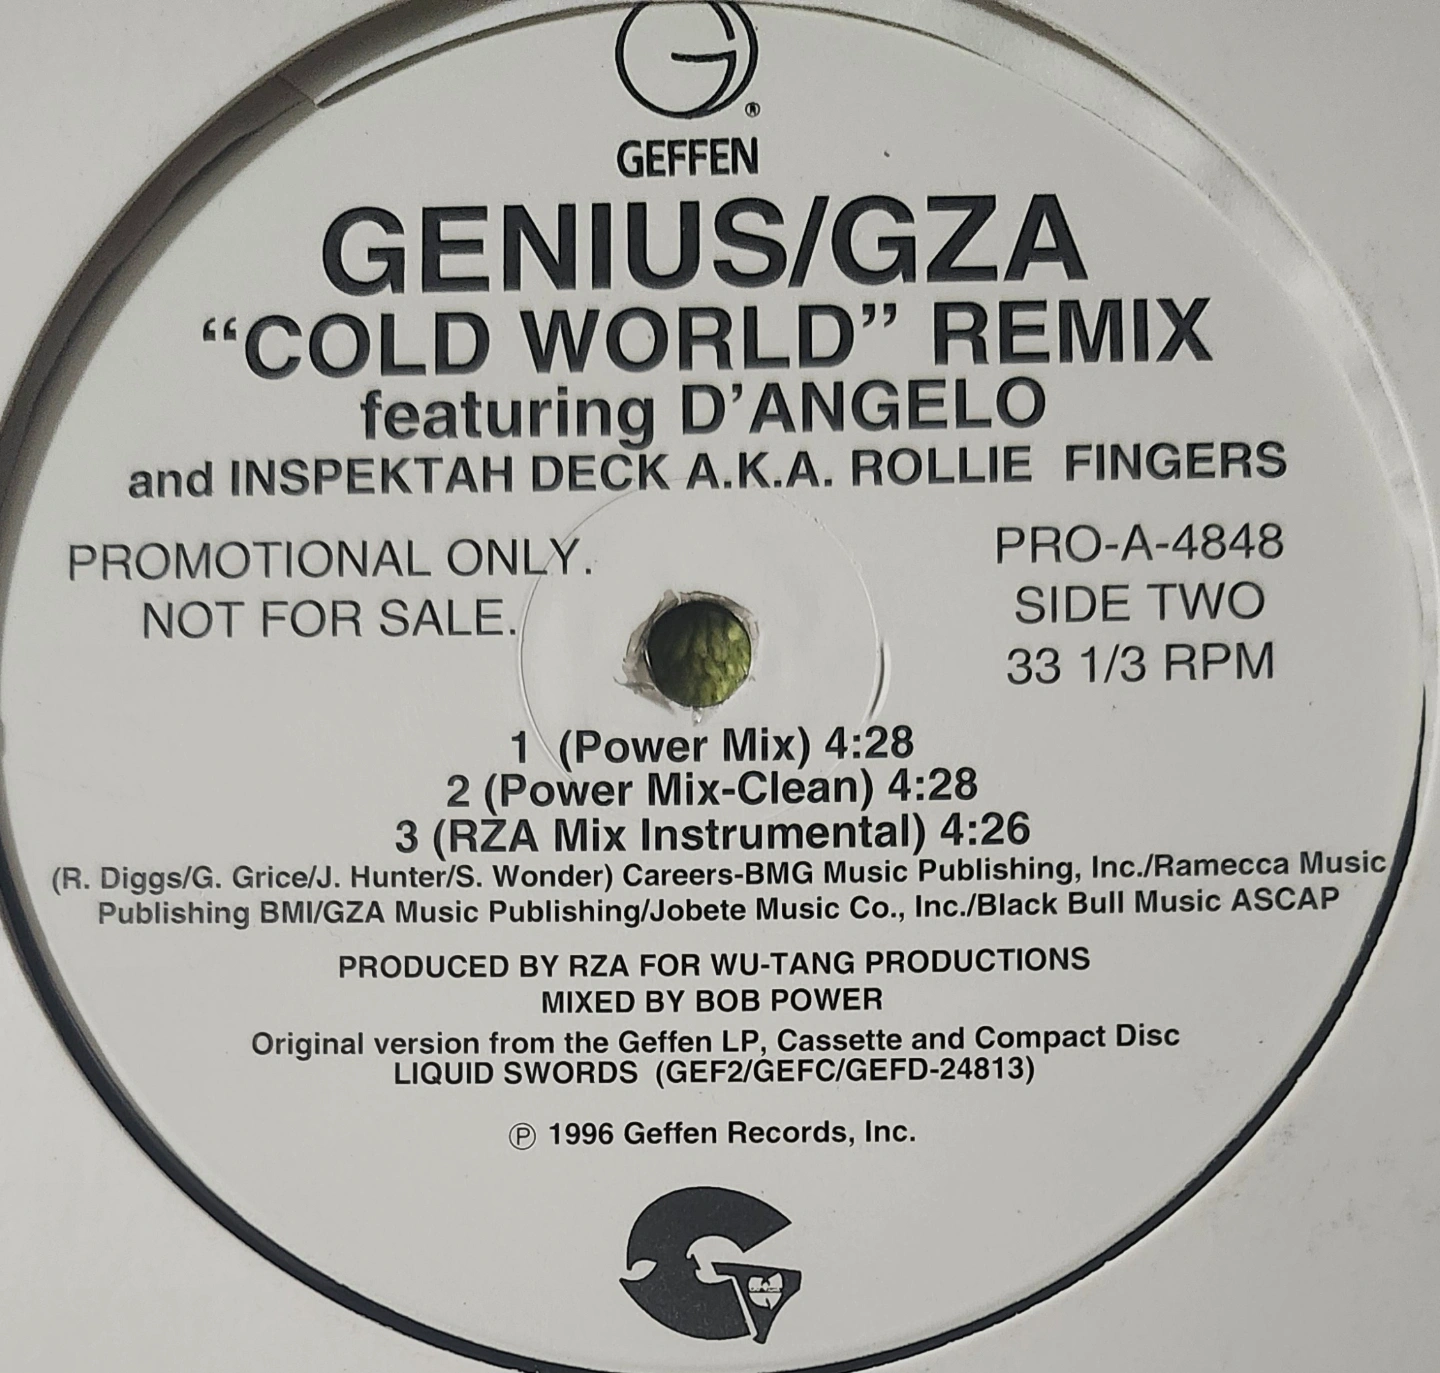 GEFFEN
GENIUS/GZA
“COLD WORLD” REMIX
featuring D’ANGELO
and INSPEKTAH DECK A.K.A. ROLLIE FINGERS
PROMOTIONAL ONLY.
NOT FOR SALE.
PRO-A-4848
SIDE TWO
33 1/3 RPM
1 (Power Mix) 4:28
2 (Power Mix-Clean) 4:28
3 (RZA Mix Instrumental) 4:26
(R. Diggs/G. Grice/J. Hunter/S. Wonder) Careers-BMG Music Publishing, Inc./Ramecca Music
Publishing BMI/GZA Music Publishing/Jobete Music Co., Inc./Black Bull Music ASCAP
PRODUCED BY RZA FOR WU-TANG PRODUCTIONS
MIXED BY BOB POWER
Original version from the Geffen LP, Cassette and Compact Disc
LIQUID SWORDS (GEF2/GEFC/GEFD-24813)
℗ 1996 Geffen Records, Inc.